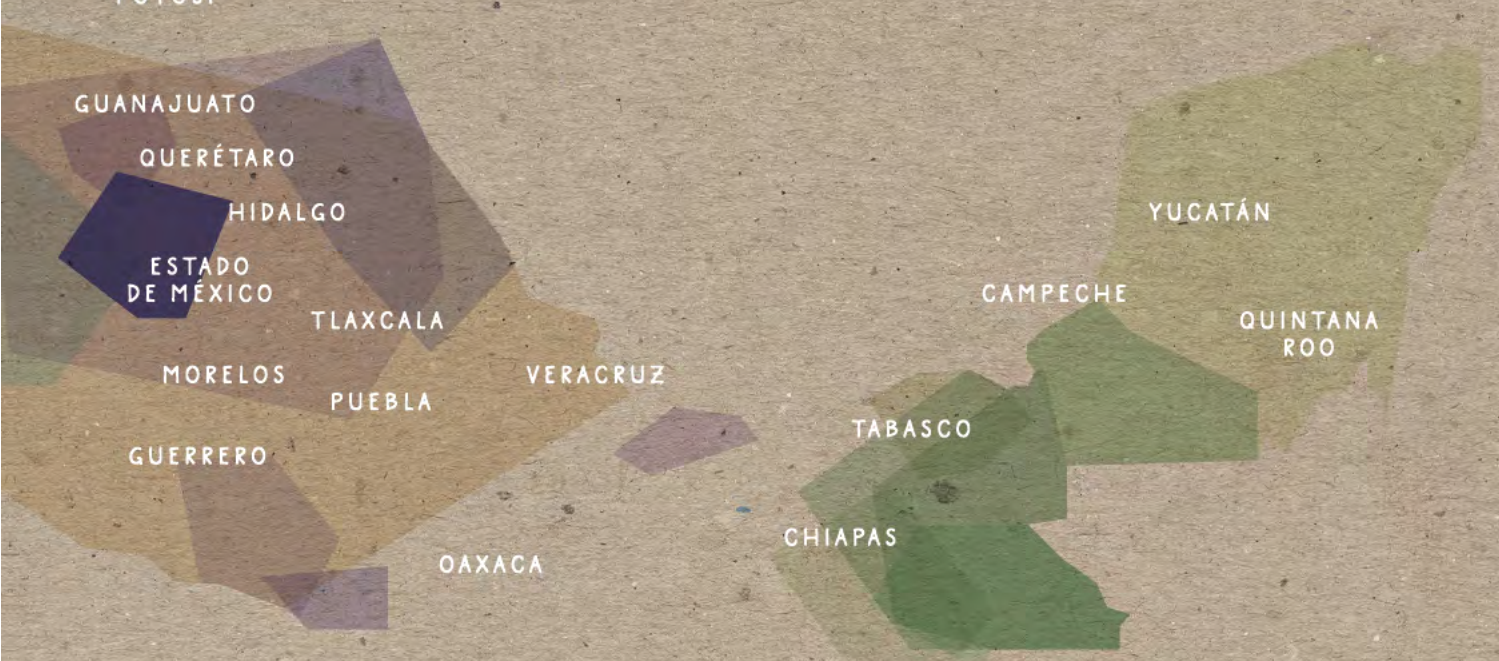 GUANAJUATO
QUERÉTARO
HIDALGO
YUCATÁN
ESTADO
DE MÉXICO
CAMPECHE
TLAXCALA
QUINTANA
ROO
MORELOS
VERACRUZ
PUEBLA
TABASCO
GUERRERO
CHIAPAS
OAXACA